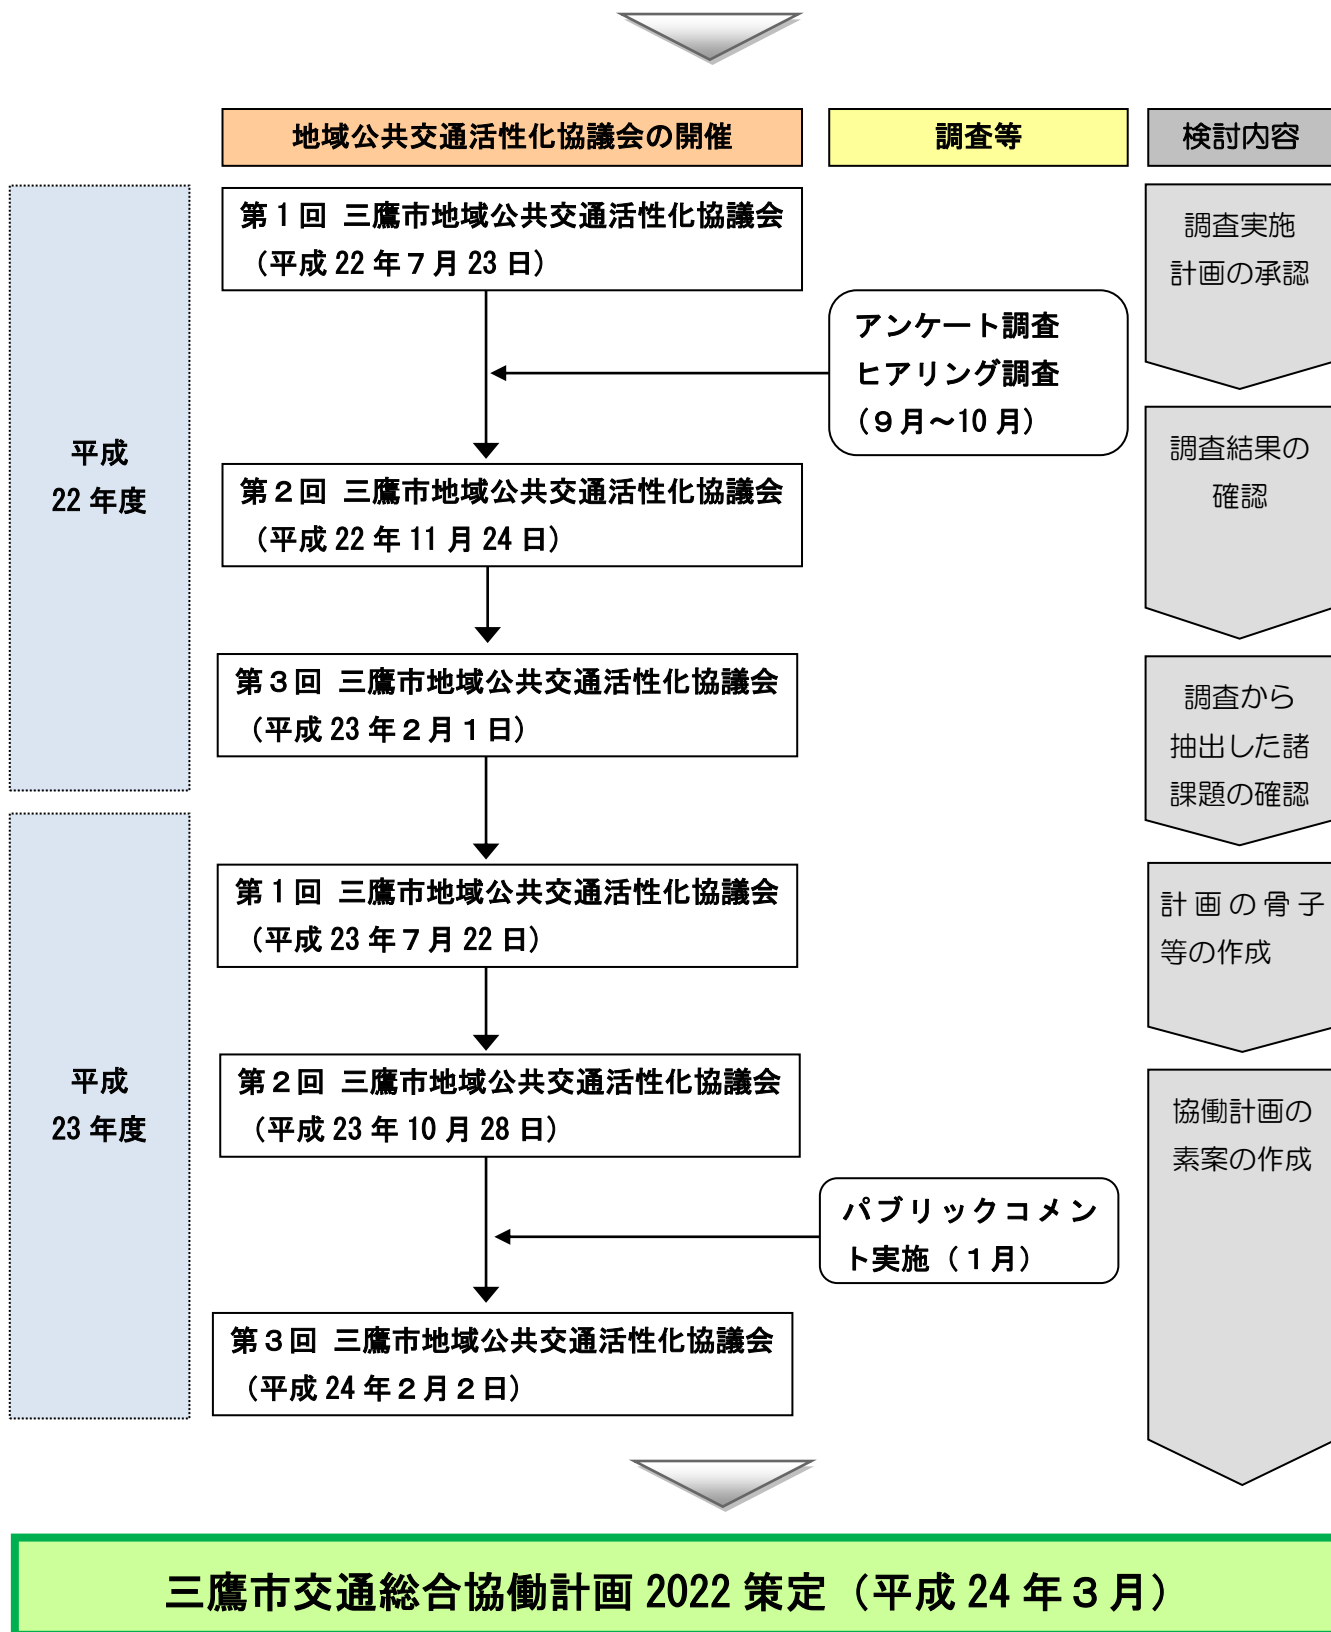 地域公共交通活性化協議会の開催
調査等
検討内容
平成
22 年度
第１回 三鷹市地域公共交通活性化協議会
（平成 22 年７月 23 日）
アンケート調査
ヒアリング調査
（９月～10 月）
第２回 三鷹市地域公共交通活性化協議会
（平成 22 年 11 月 24 日）
第３回 三鷹市地域公共交通活性化協議会
（平成 23 年２月１日）
調査実施
計画の承認
調査結果の
確認
調査から
抽出した諸
課題の確認
平成
23 年度
第１回 三鷹市地域公共交通活性化協議会
（平成 23 年７月 22 日）
第２回 三鷹市地域公共交通活性化協議会
（平成 23 年 10 月 28 日）
パブリックコメン
ト実施（１月）
第３回 三鷹市地域公共交通活性化協議会
（平成 24 年２月２日）
計画の骨子
等の作成
協働計画の
素案の作成
三鷹市交通総合協働計画 2022 策定（平成 24 年３月）